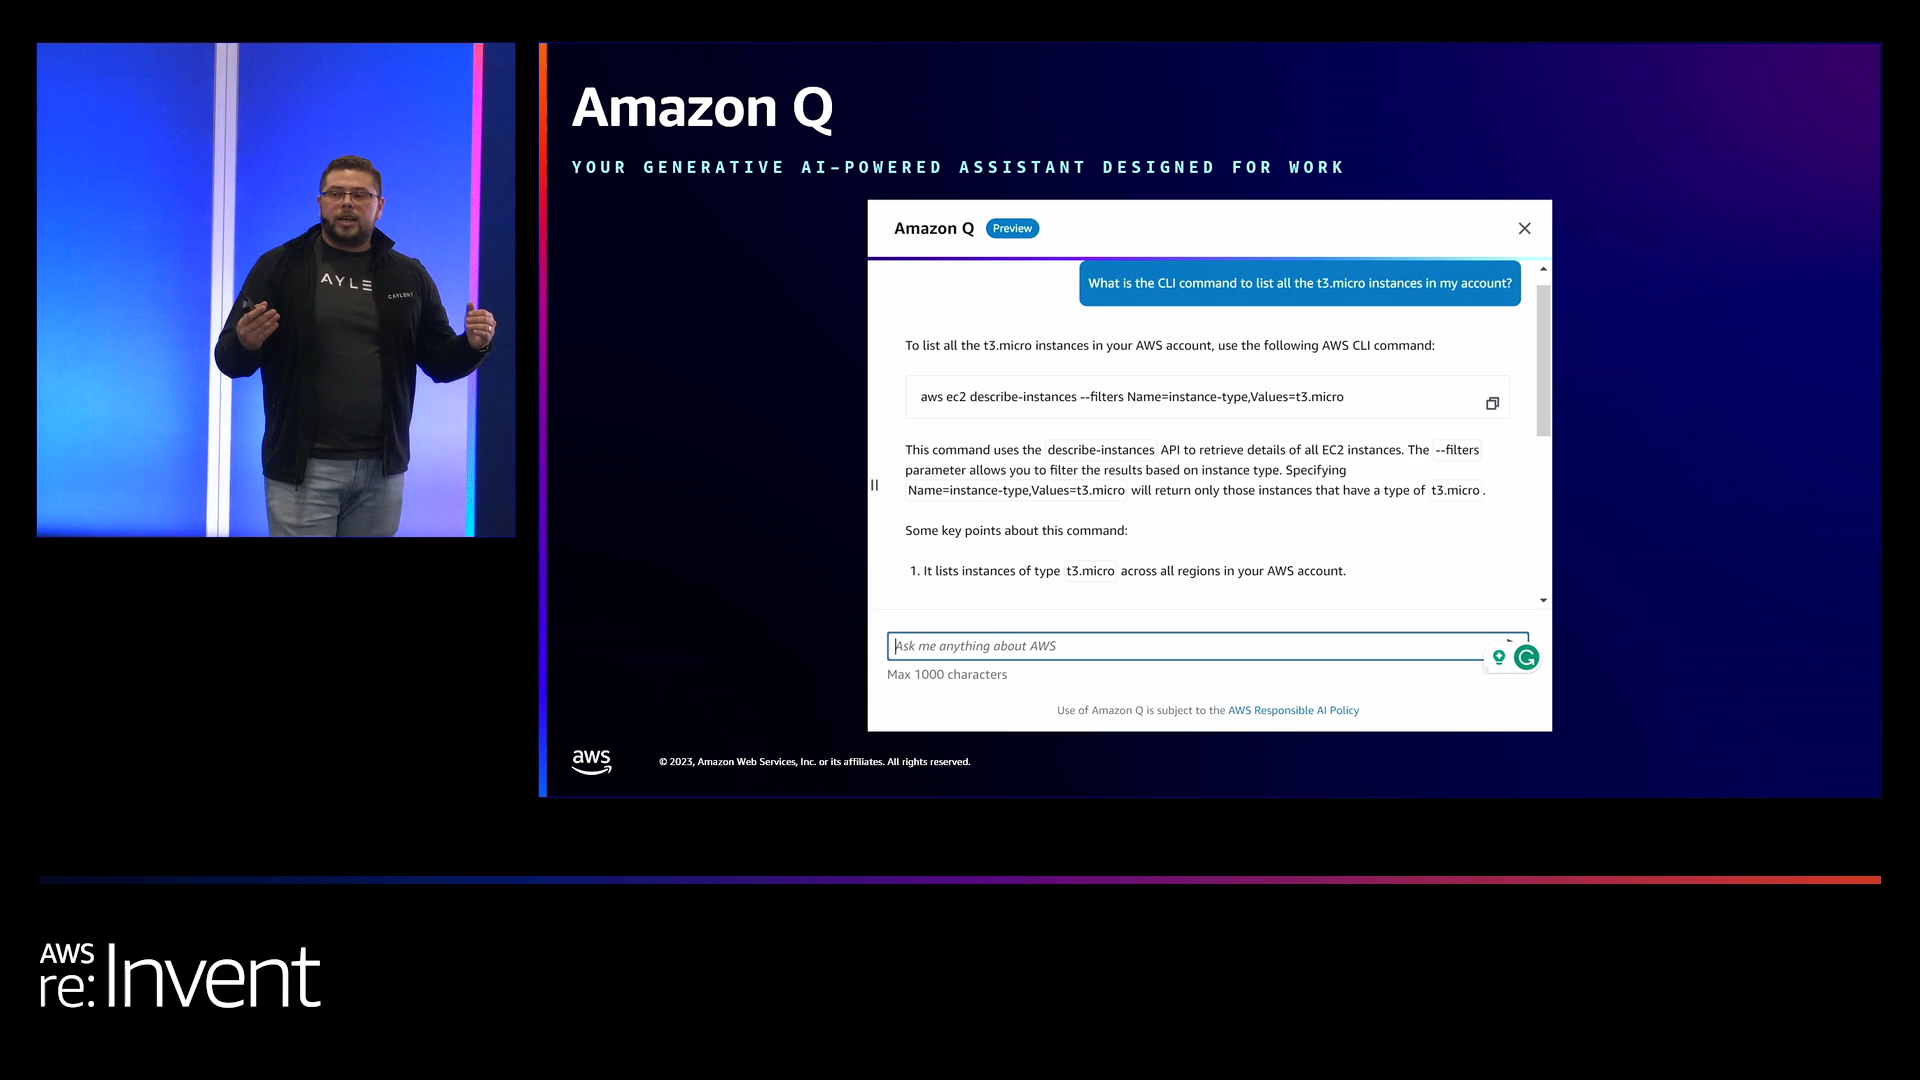 AYLE
CAYLENT
Amazon Q
YOUR GENERATIVE AI-POWERED ASSISTANT DESIGNED FOR WORK
Amazon Q Preview
What is the CLI command to list all the t3.micro instances in my account?
To list all the t3.micro instances in your AWS account, use the following AWS CLI command:
aws ec2 describe-instances --filters Name=instance-type,Values=t3.micro
This command uses the describe-instances API to retrieve details of all EC2 instances. The --filters
parameter allows you to filter the results based on instance type. Specifying
Name=instance-type,Values=t3.micro will return only those instances that have a type of t3.micro.
Some key points about this command:
1. It lists instances of type t3.micro across all regions in your AWS account.
Ask me anything about AWS
Max 1000 characters
Use of Amazon Q is subject to the AWS Responsible AI Policy
aws
© 2023, Amazon Web Services, Inc. or its affiliates. All rights reserved.
AWS
re:Invent